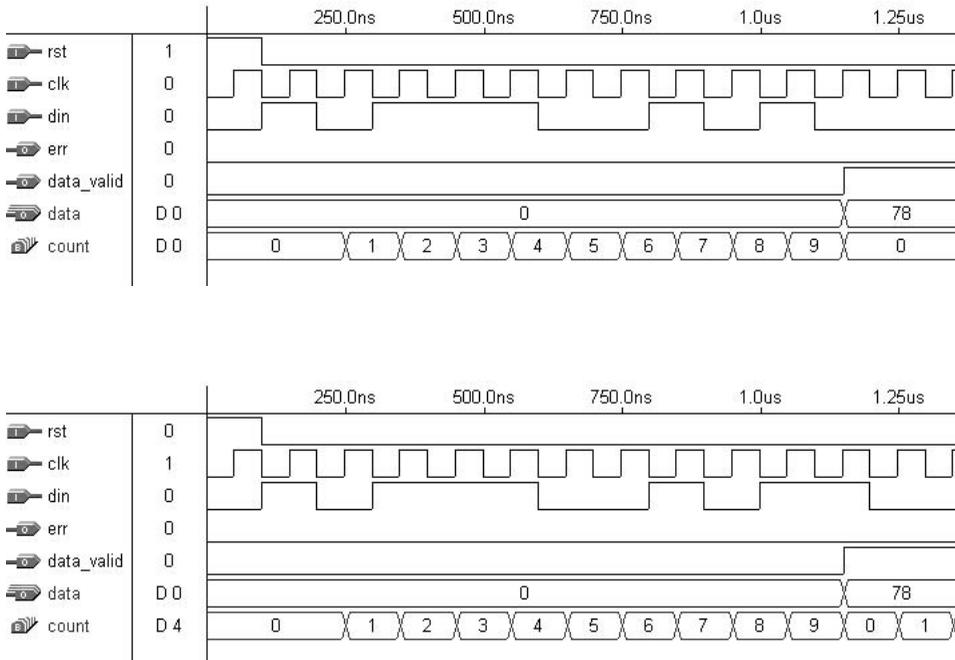 250.0ns 500.0ns 750.0ns 1.0us 1.25us
I rst 1
I clk 0
I din 0
O err 0
O data_valid 0
O data D 0 0 78
B count D 0 0 1 2 3 4 5 6 7 8 9 0
250.0ns 500.0ns 750.0ns 1.0us 1.25us
I rst 0
I clk 1
I din 0
O err 0
O data_valid 0
O data D 0 0 78
B count D 4 0 1 2 3 4 5 6 7 8 9 0 1